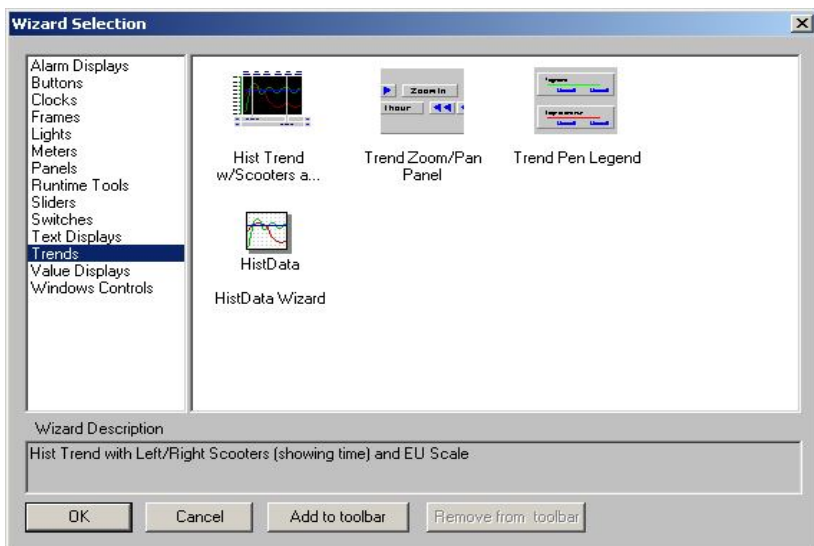 Wizard Selection
Alarm Displays
Buttons
Clocks
Frames
Lights
Meters
Panels
Runtime Tools
Sliders
Switches
Text Displays
Trends
Value Displays
Windows Controls
Hist Trend
w/Scooters a...
Zoom In
1 hour
Trend Zoom/Pan
Panel
Trend Pen Legend
HistData
HistData Wizard
Wizard Description
Hist Trend with Left/Right Scooters (showing time) and EU Scale
OK
Cancel
Add to toolbar
Remove from toolbar